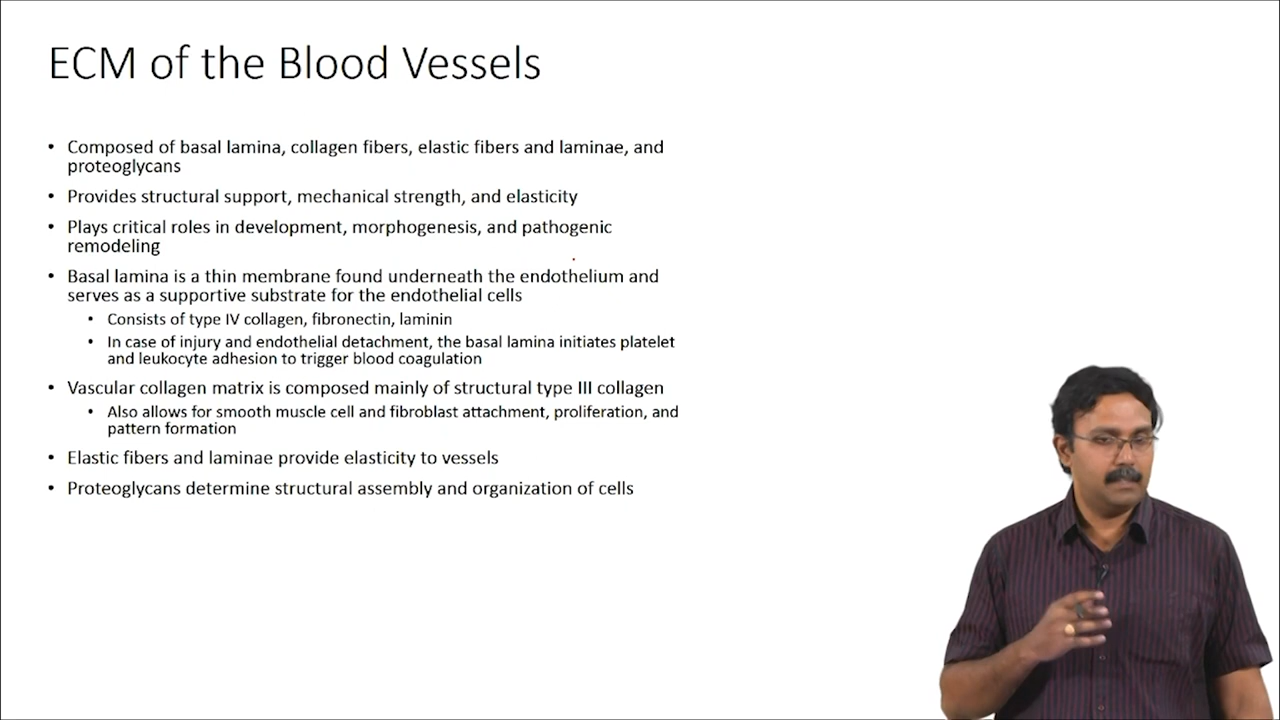 ECM of the Blood Vessels
• Composed of basal lamina, collagen fibers, elastic fibers and laminae, and
proteoglycans
• Provides structural support, mechanical strength, and elasticity
• Plays critical roles in development, morphogenesis, and pathogenic
remodeling
• Basal lamina is a thin membrane found underneath the endothelium and
serves as a supportive substrate for the endothelial cells
• Consists of type IV collagen, fibronectin, laminin
• In case of injury and endothelial detachment, the basal lamina initiates platelet
and leukocyte adhesion to trigger blood coagulation
• Vascular collagen matrix is composed mainly of structural type III collagen
• Also allows for smooth muscle cell and fibroblast attachment, proliferation, and
pattern formation
• Elastic fibers and laminae provide elasticity to vessels
• Proteoglycans determine structural assembly and organization of cells